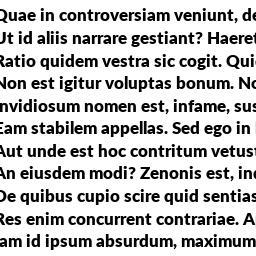 Quae in controversiam veniunt, de
Ut id aliis narrare gestiant? Haeret
Ratio quidem vestra sic cogit. Qui
Non est igitur voluptas bonum. No
Invidiosum nomen est, infame, sus
Eam stabilem appellas. Sed ego in
Aut unde est hoc contritum vetust
An eiusdem modi? Zenonis est, in
De quibus cupio scire quid sentias
Res enim concurrent contrariae. A
Iam id ipsum absurdum, maximum